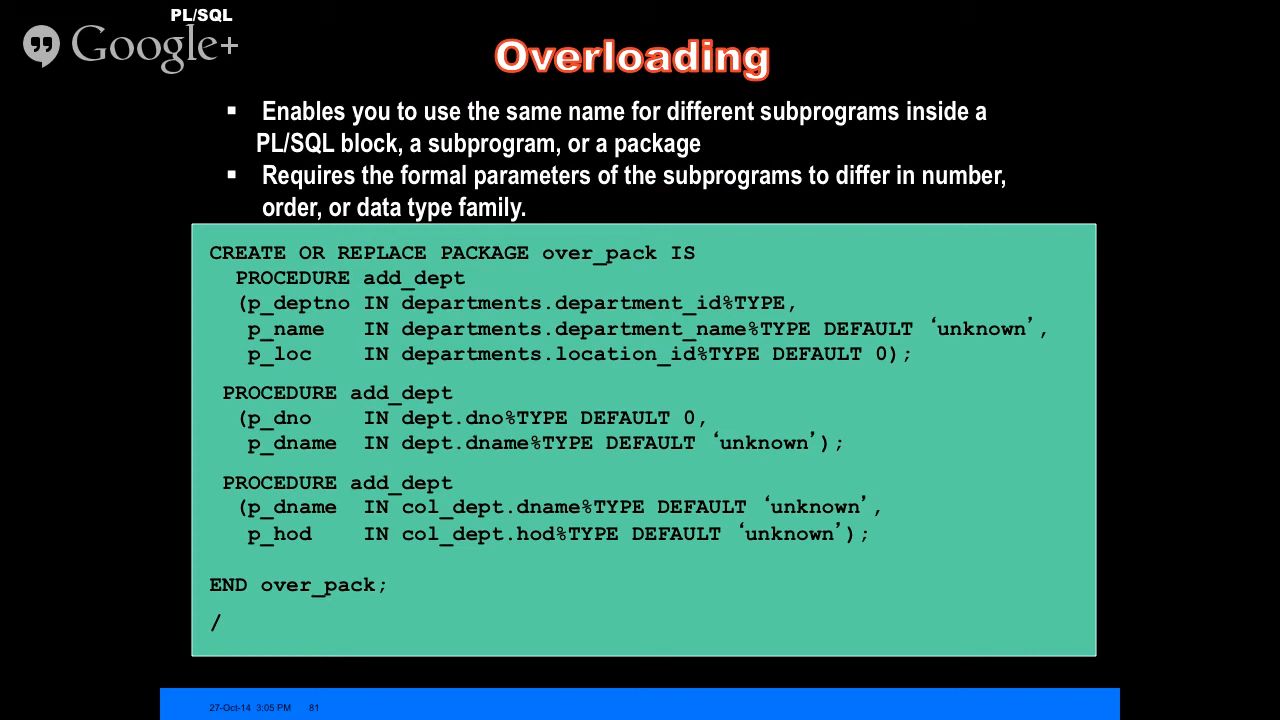 PL/SQL
Google+
Overloading
▪ Enables you to use the same name for different subprograms inside a
PL/SQL block, a subprogram, or a package
▪ Requires the formal parameters of the subprograms to differ in number,
order, or data type family.
CREATE OR REPLACE PACKAGE over_pack IS
PROCEDURE add_dept
(p_deptno IN departments.department_id%TYPE,
p_name IN departments.department_name%TYPE DEFAULT ‘unknown’,
p_loc IN departments.location_id%TYPE DEFAULT 0);
PROCEDURE add_dept
(p_dno IN dept.dno%TYPE DEFAULT 0,
p_dname IN dept.dname%TYPE DEFAULT ‘unknown’);
PROCEDURE add_dept
(p_dname IN col_dept.dname%TYPE DEFAULT ‘unknown’,
p_hod IN col_dept.hod%TYPE DEFAULT ‘unknown’);
END over_pack;
/
27-Oct-14 3:05 PM 81